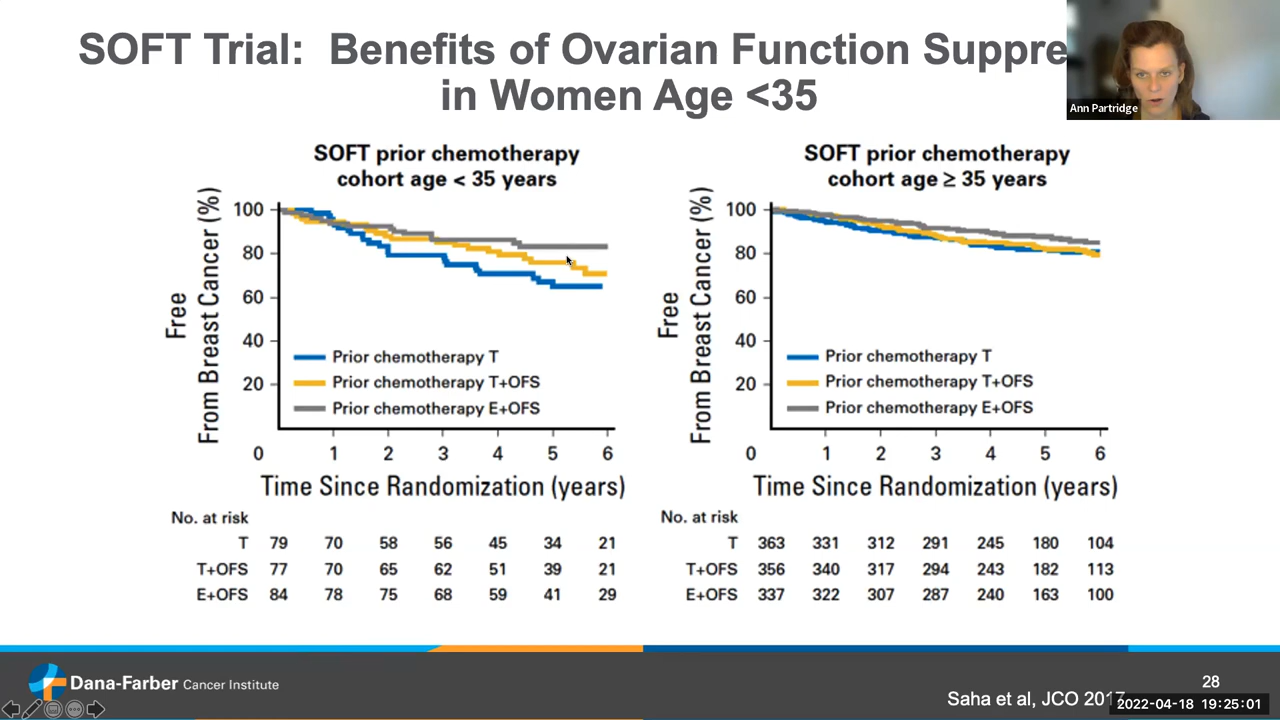 SOFT Trial: Benefits of Ovarian Function Suppre
in Women Age <35
Ann Partridge
SOFT prior chemotherapy
cohort age < 35 years
Free
From Breast Cancer (%)
100
80
60
40
20
Prior chemotherapy T
Prior chemotherapy T+OFS
Prior chemotherapy E+OFS
0 1 2 3 4 5 6
Time Since Randomization (years)
No. at risk
T 79 70 58 56 45 34 21
T+OFS 77 70 65 62 51 39 21
E+OFS 84 78 75 68 59 41 29
SOFT prior chemotherapy
cohort age ≥ 35 years
Free
From Breast Cancer (%)
100
80
60
40
20
Prior chemotherapy T
Prior chemotherapy T+OFS
Prior chemotherapy E+OFS
0 1 2 3 4 5 6
Time Since Randomization (years)
No. at risk
T 363 331 312 291 245 180 104
T+OFS 356 340 317 294 243 182 113
E+OFS 337 322 307 287 240 163 100
Dana-Farber Cancer Institute
28
Saha et al, JCO 2017
2022-04-18 19:25:01